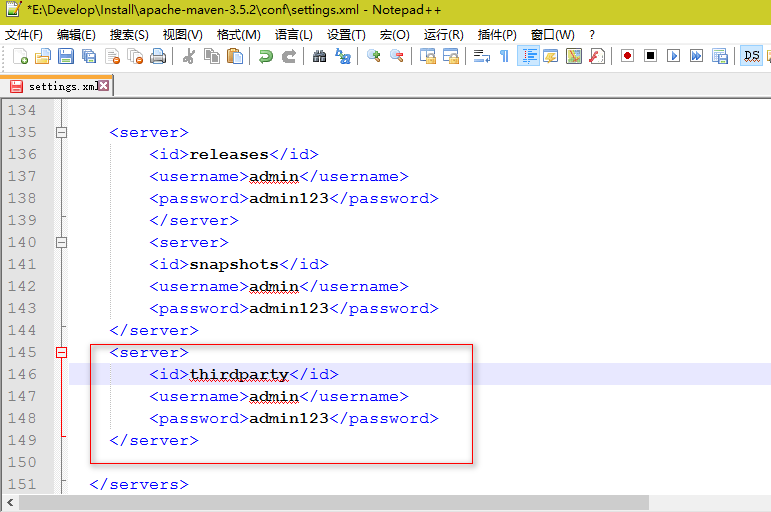 *E:\Develop\Install\apache-maven-3.5.2\conf\settings.xml - Notepad++
文件(F) 编辑(E) 搜索(S) 视图(V) 格式(M) 语言(L) 设置(T) 宏(O) 运行(R) 插件(P) 窗口(W) ?
settings.xml
134
135 <server>
136 <id>releases</id>
137 <username>admin</username>
138 <password>admin123</password>
139 </server>
140 <server>
141 <id>snapshots</id>
142 <username>admin</username>
143 <password>admin123</password>
144 </server>
145 <server>
146 <id>thirdparty</id>
147 <username>admin</username>
148 <password>admin123</password>
149 </server>
150
151 </servers>